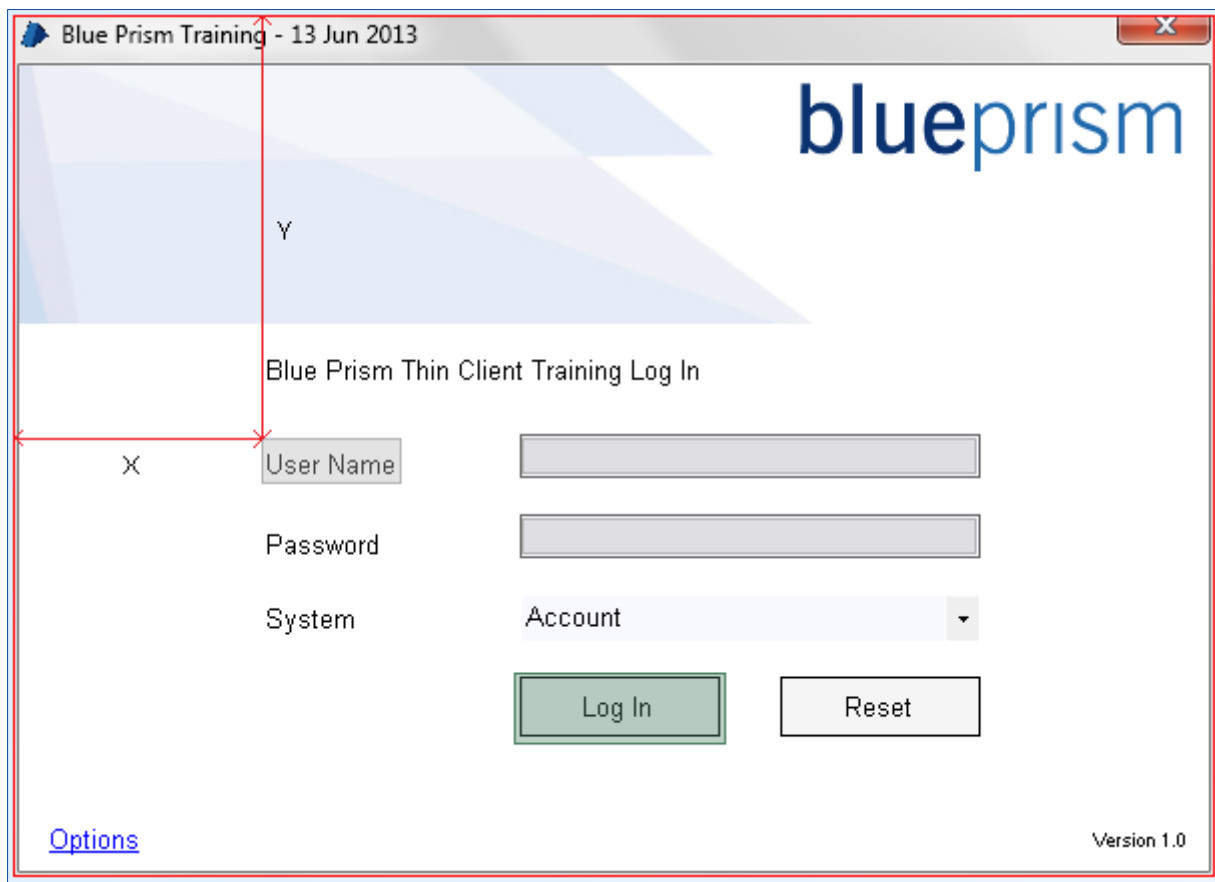 Blue Prism Training - 13 Jun 2013
x
blueprism
Y
Blue Prism Thin Client Training Log In
X
User Name
Password
System
Account
Log In
Reset
Options
Version 1.0